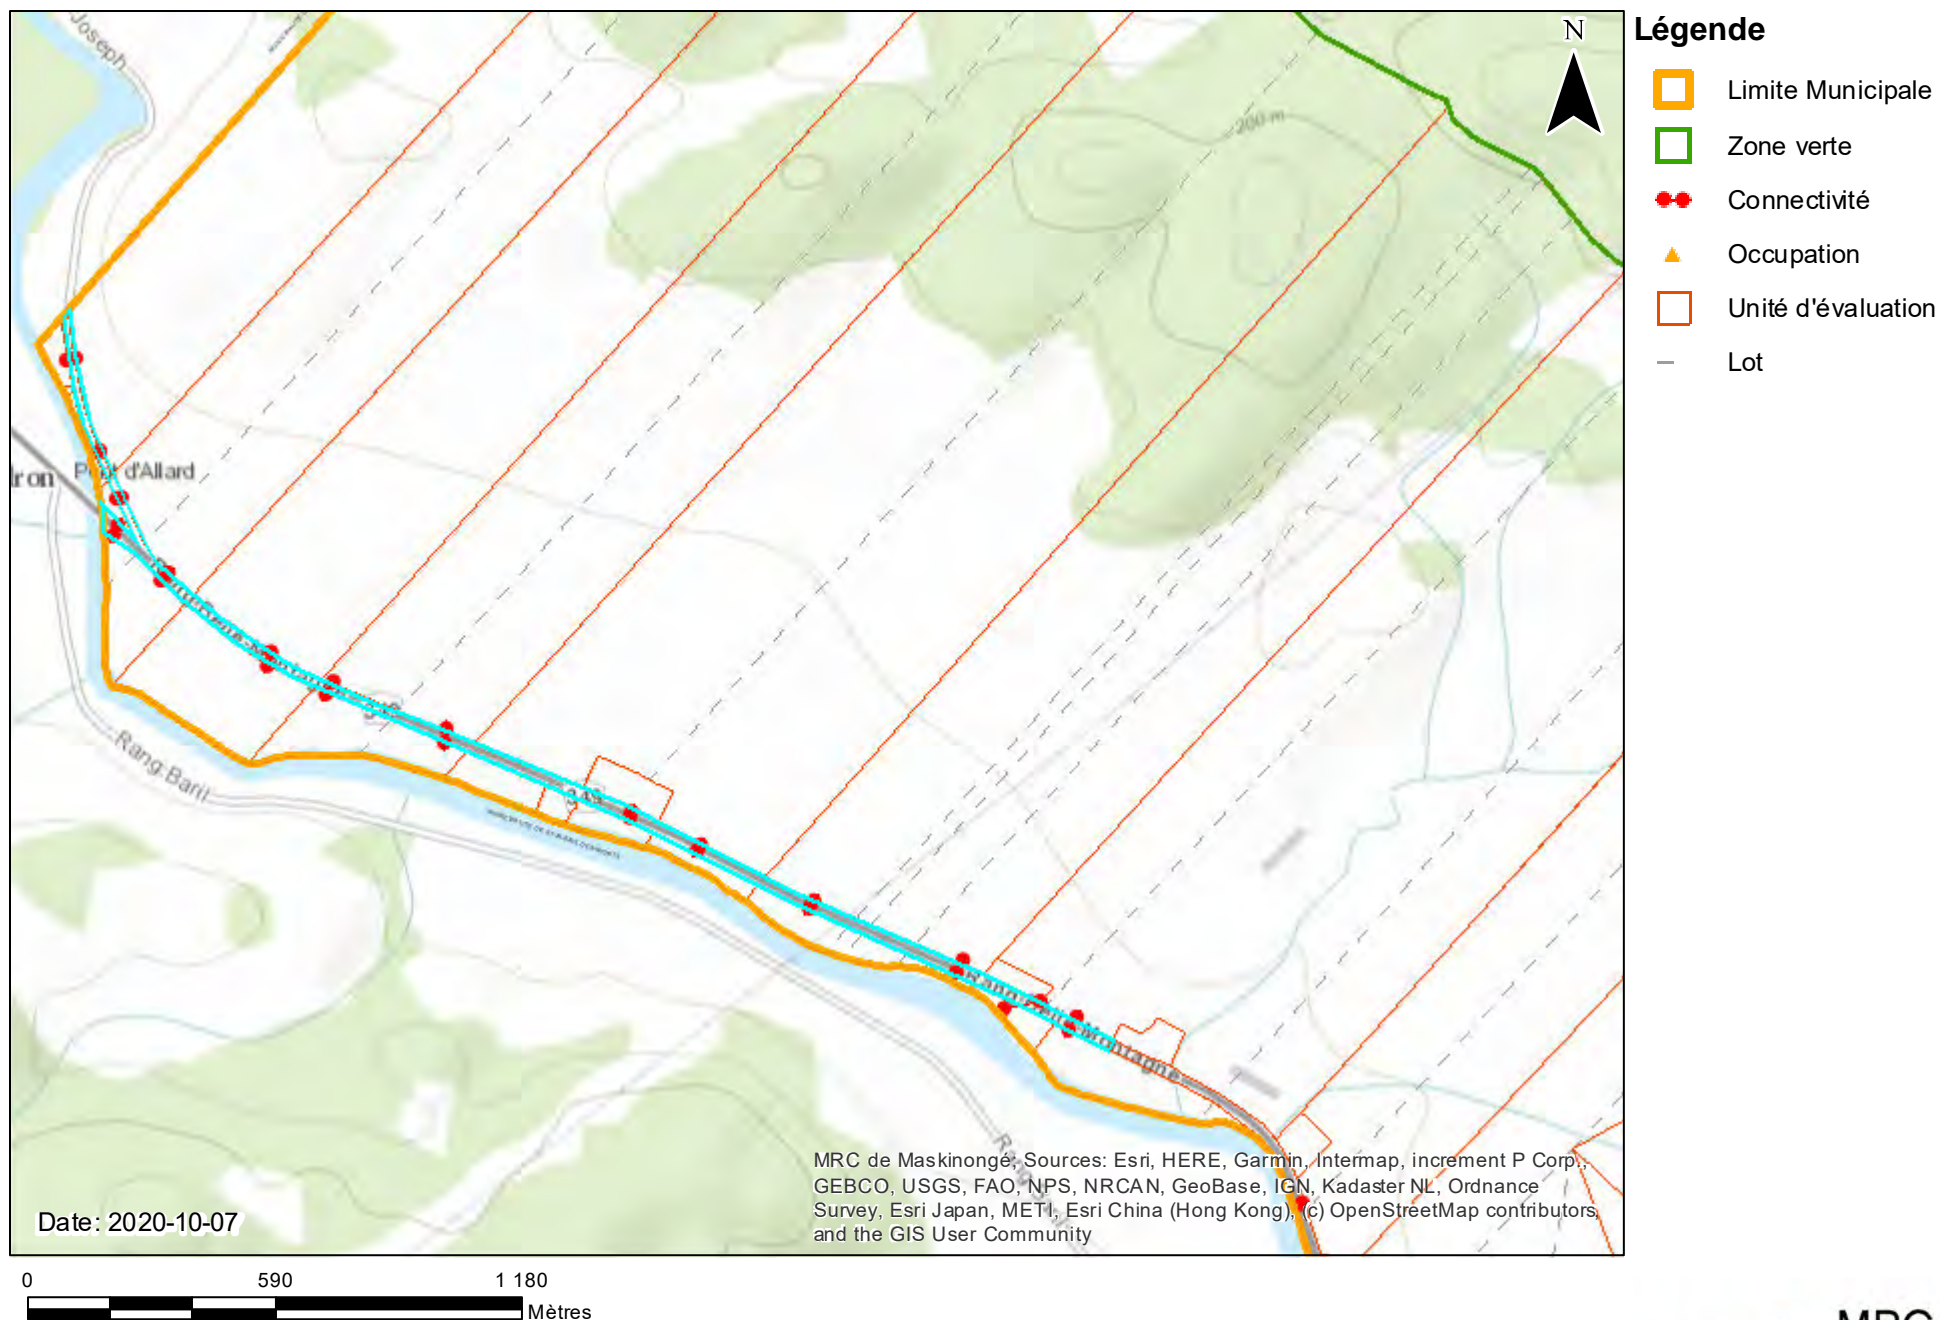 Joseph
N
Légende
Limite Municipale
Zone verte
Connectivité
Occupation
Unité d'évaluation
Lot
200 m
Pont d'Allard
349
349
Rang Baril
Montagne
MRC de Maskinongé, Sources: Esri, HERE, Garmin, Intermap, increment P Corp.,
GEBCO, USGS, FAO, NPS, NRCAN, GeoBase, IGN, Kadaster NL, Ordnance
Survey, Esri Japan, METI, Esri China (Hong Kong), (c) OpenStreetMap contributors,
and the GIS User Community
Date: 2020-10-07
0 590 1 180
Mètres